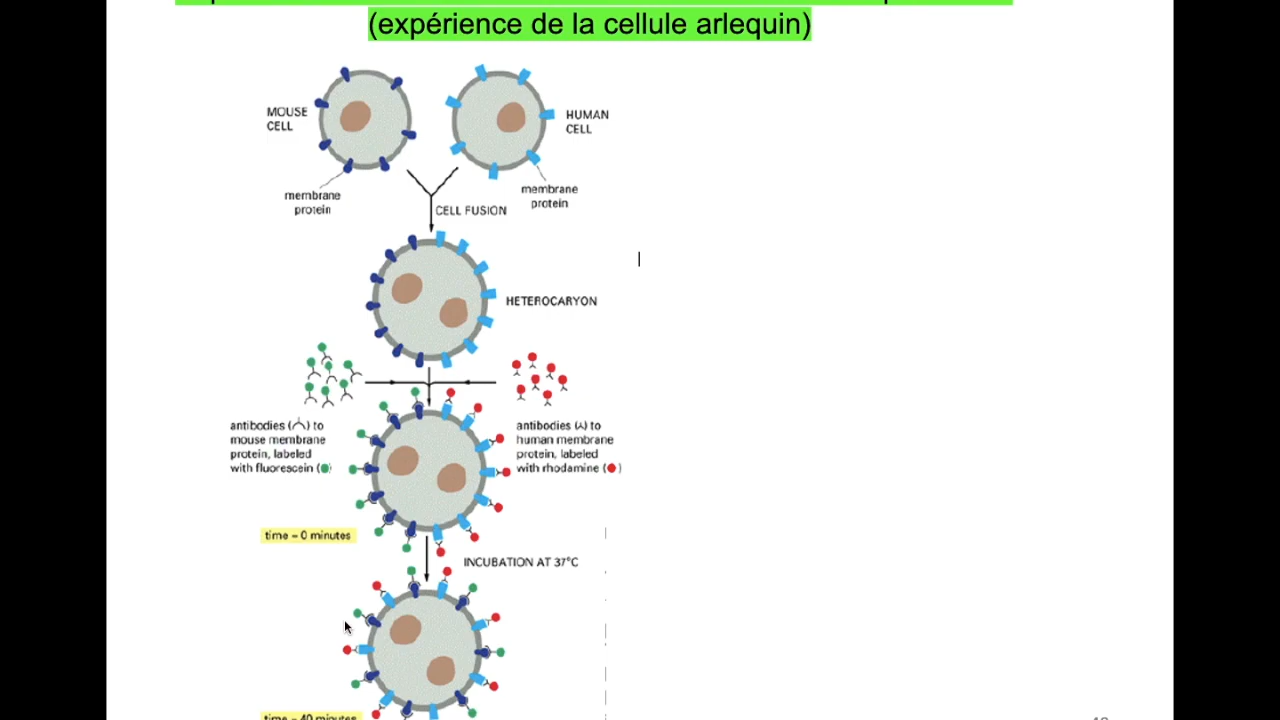 (expérience de la cellule arlequin)
MOUSE
CELL
HUMAN
CELL
membrane
protein
membrane
protein
CELL FUSION
HETEROCARYON
antibodies ( ) to
mouse membrane
protein, labeled
with fluorescein ( )
antibodies ( ) to
human membrane
protein, labeled
with rhodamine ( )
time = 0 minutes
INCUBATION AT 37°C
time = 40 minutes